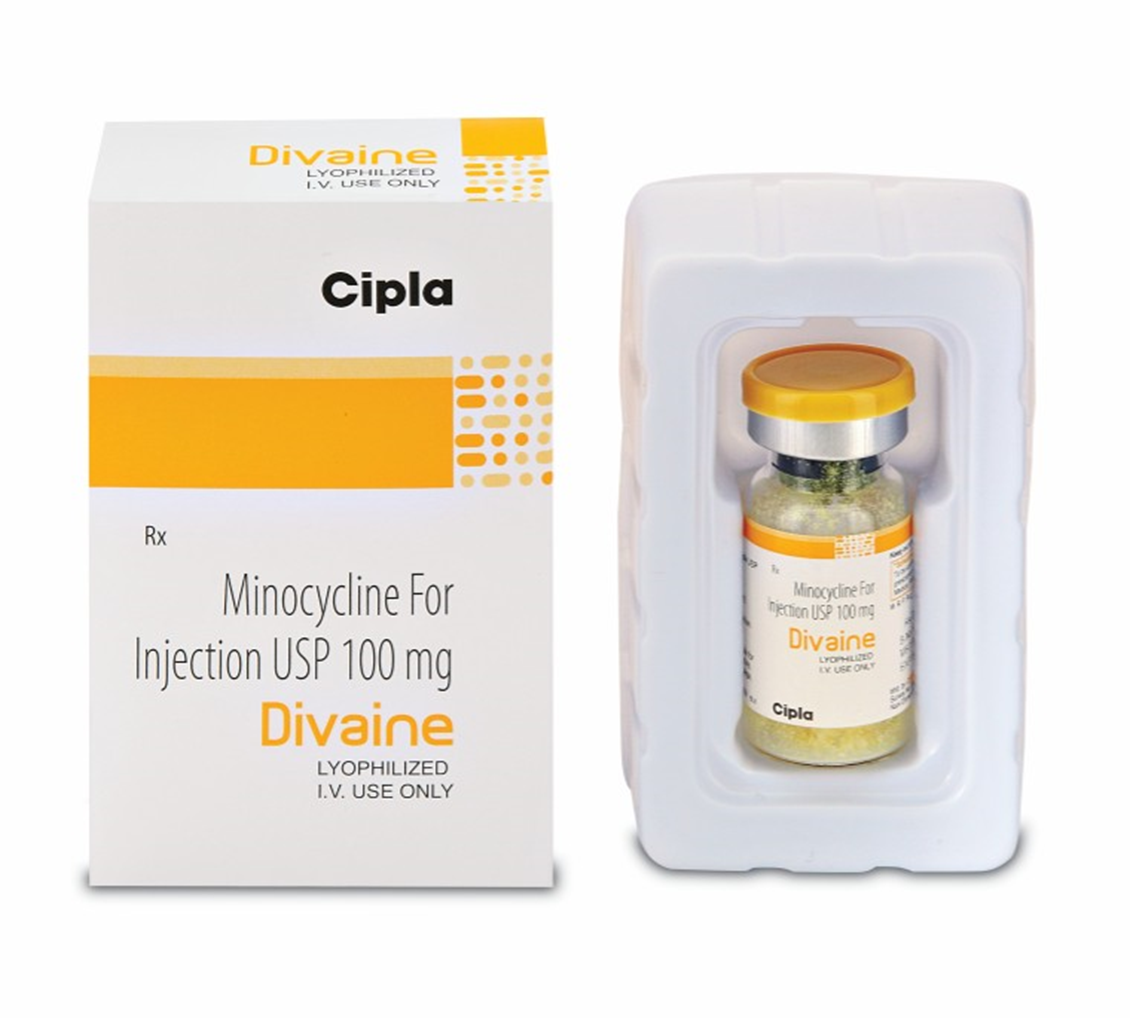 Divaine
LYOPHILIZED
I.V. USE ONLY
Cipla
Rx
Minocycline For
Injection USP 100 mg
Divaine
LYOPHILIZED
I.V. USE ONLY
Rx
Minocycline For
Injection USP 100 mg
Divaine
LYOPHILIZED
I.V. USE ONLY
Cipla